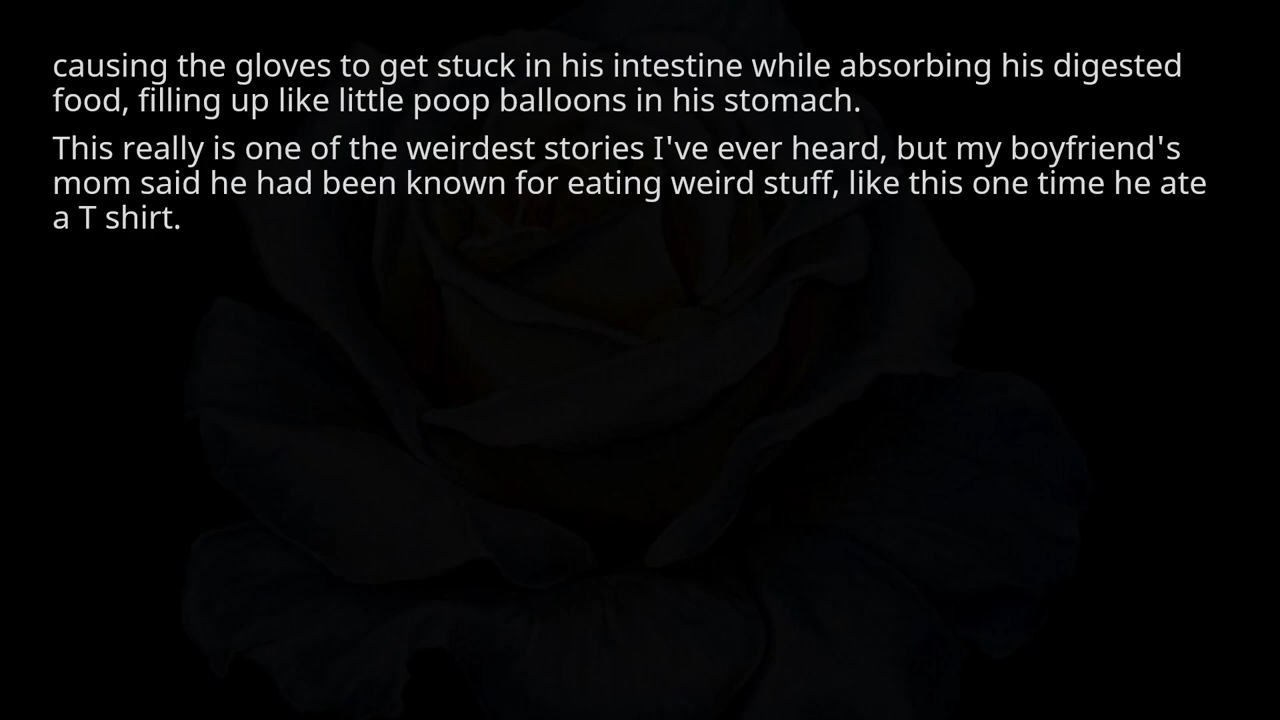 causing the gloves to get stuck in his intestine while absorbing his digested
food, filling up like little poop balloons in his stomach.
This really is one of the weirdest stories I've ever heard, but my boyfriend's
mom said he had been known for eating weird stuff, like this one time he ate
a T shirt.